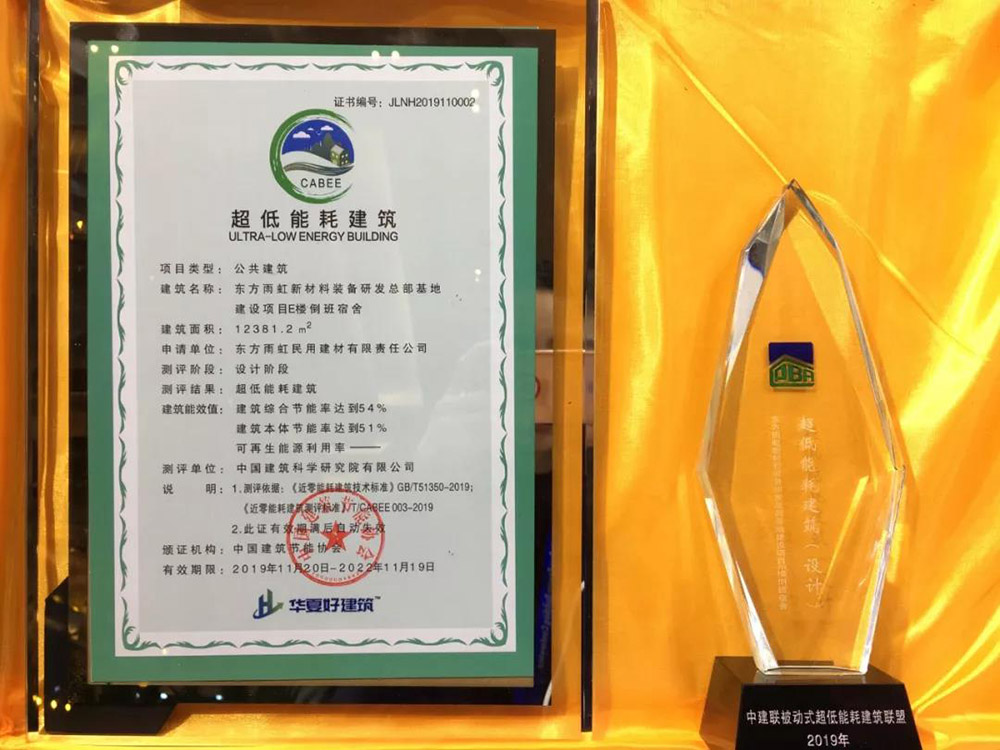 证书编号：JLNH2019110002
CABEE
超低能耗建筑
ULTRA-LOW ENERGY BUILDING
项目类型：公共建筑
建筑名称：东方雨虹新材料装备研发总部基地
建设项目E楼倒班宿舍
建筑面积：12381.2 m²
申请单位：东方雨虹民用建材有限责任公司
测评阶段：设计阶段
测评结果：超低能耗建筑
建筑能效值：建筑综合节能率达到54%
建筑本体节能率达到51%
可再生能源利用率——
测评单位：中国建筑科学研究院有限公司
说　明：1.测评依据：《近零能耗建筑技术标准》GB/T51350-2019；
《近零能耗建筑测评标准》T/CABEE 003-2019
2.此证有效期满后自动失效
颁证机构：中国建筑节能协会
有效期限：2019年11月20日-2022年11月19日
华夏好建筑™
超低能耗建筑（设计）
中建联被动式超低能耗建筑联盟
2019年